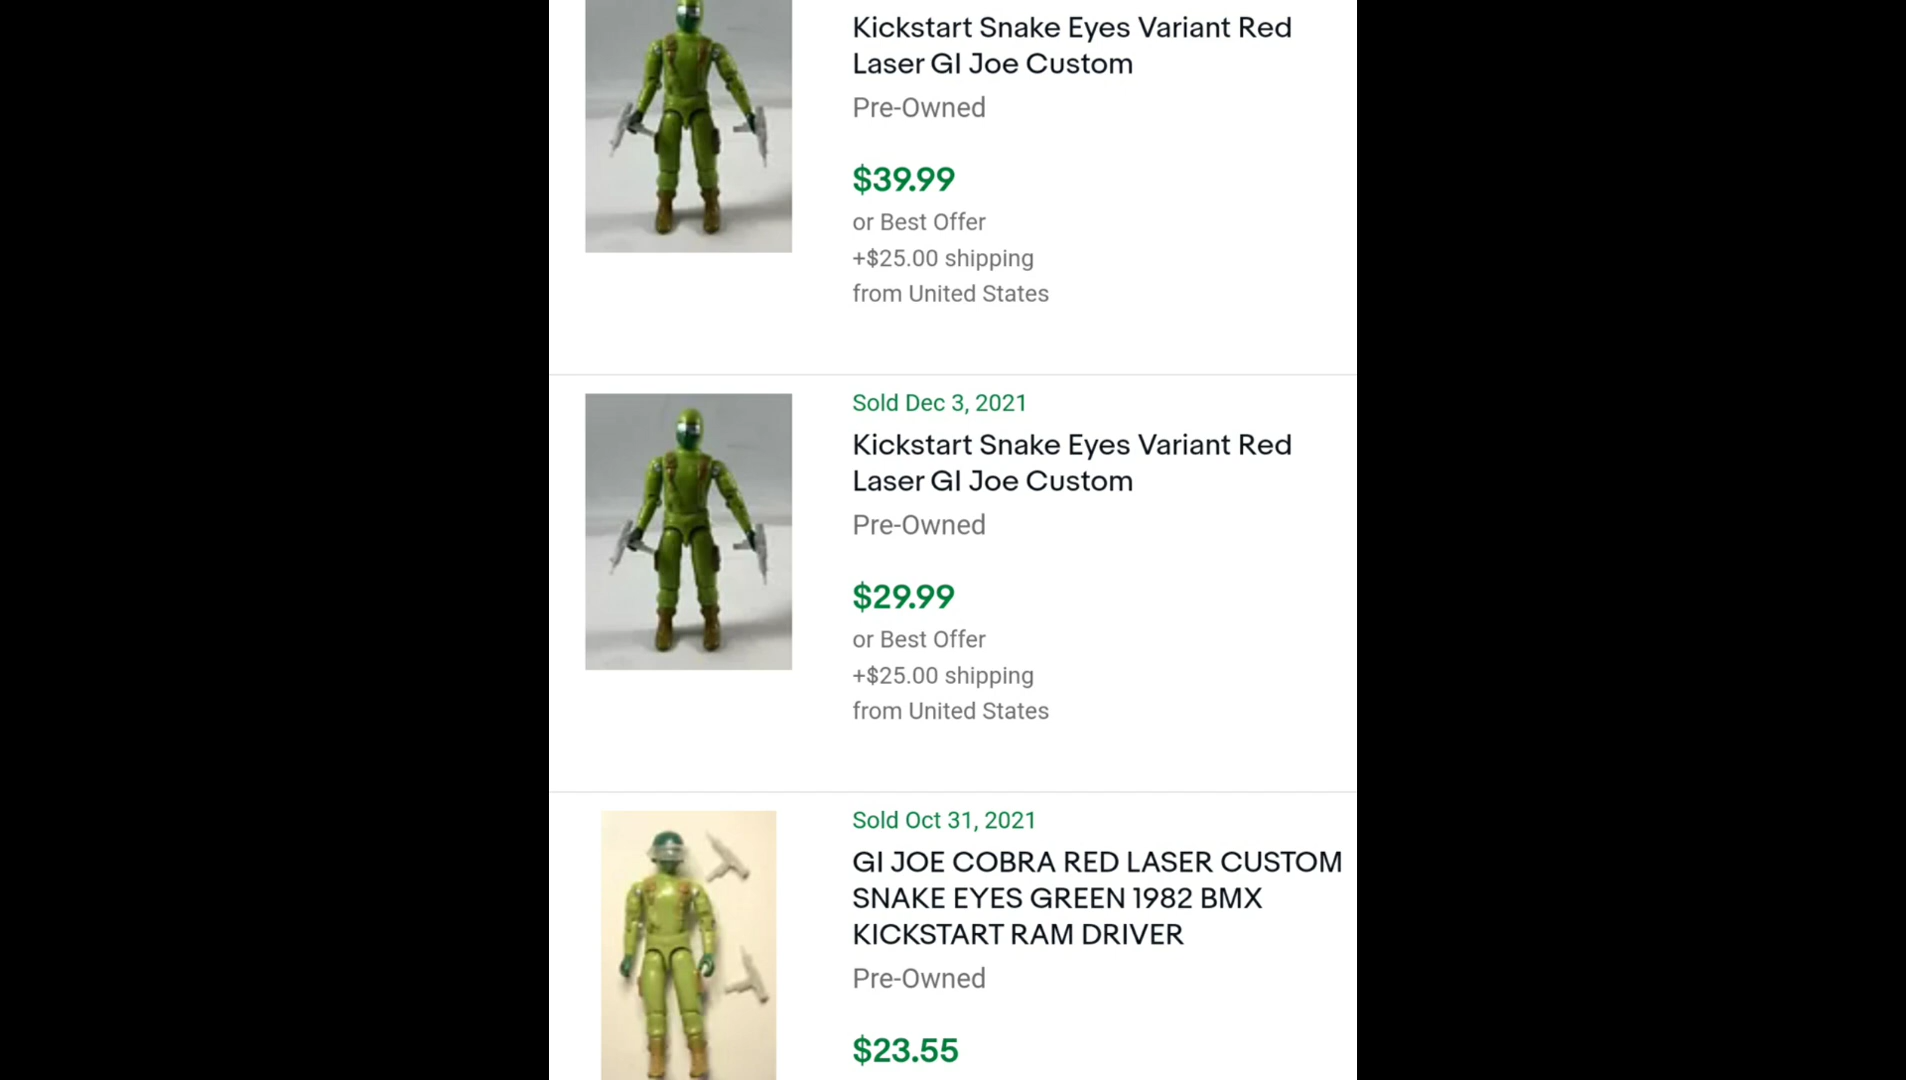 Kickstart Snake Eyes Variant Red
Laser GI Joe Custom
Pre-Owned
$39.99
or Best Offer
+$25.00 shipping
from United States
Sold Dec 3, 2021
Kickstart Snake Eyes Variant Red
Laser GI Joe Custom
Pre-Owned
$29.99
or Best Offer
+$25.00 shipping
from United States
Sold Oct 31, 2021
GI JOE COBRA RED LASER CUSTOM
SNAKE EYES GREEN 1982 BMX
KICKSTART RAM DRIVER
Pre-Owned
$23.55